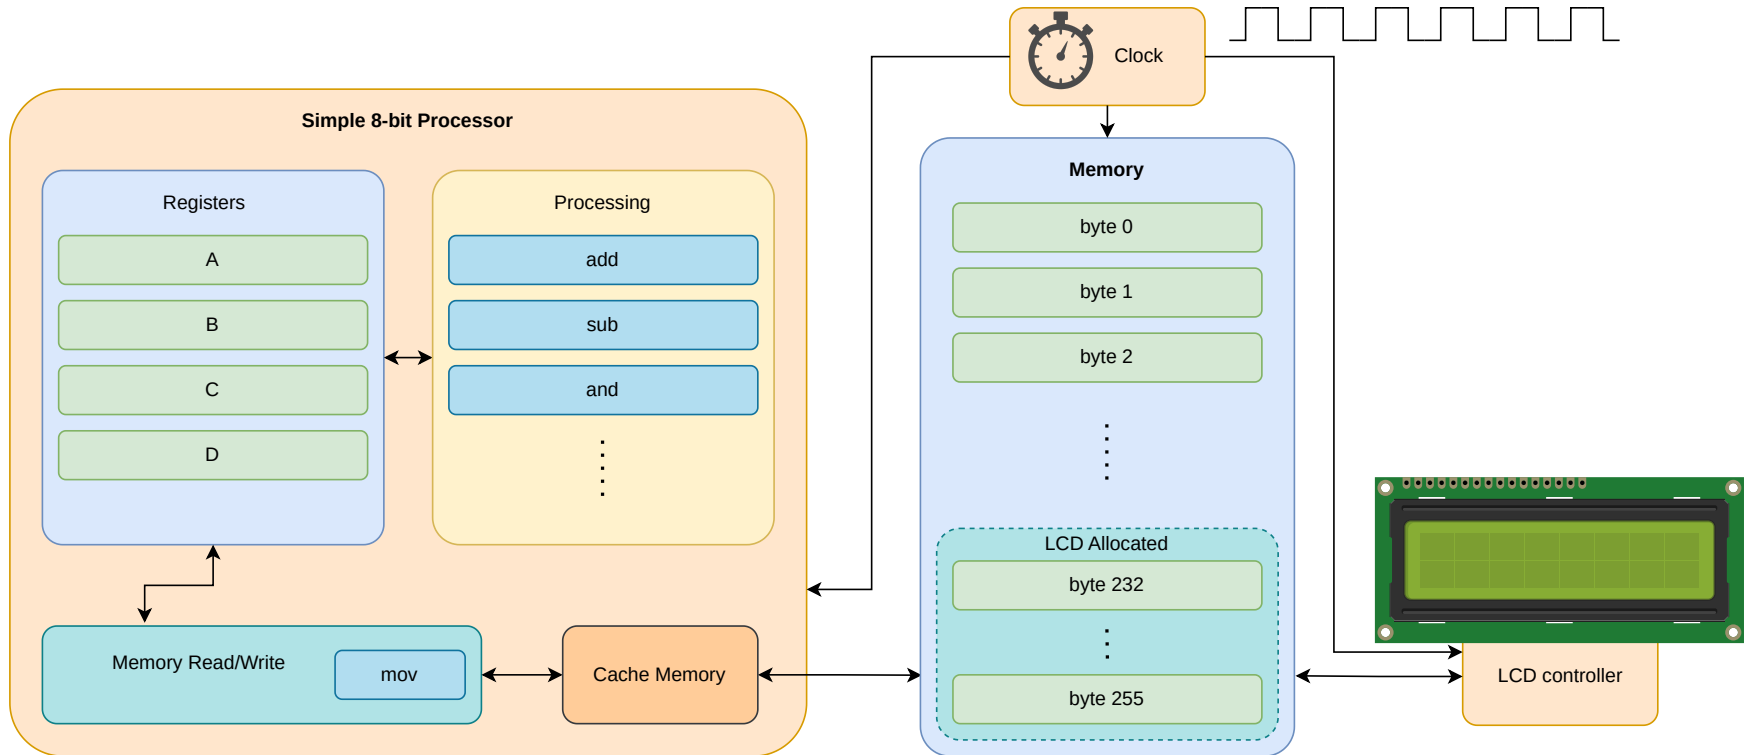 Clock
Simple 8-bit Processor
Registers
A
B
C
D
Processing
add
sub
and
Memory Read/Write
mov
Cache Memory
Memory
byte 0
byte 1
byte 2
LCD Allocated
byte 232
byte 255
LCD controller